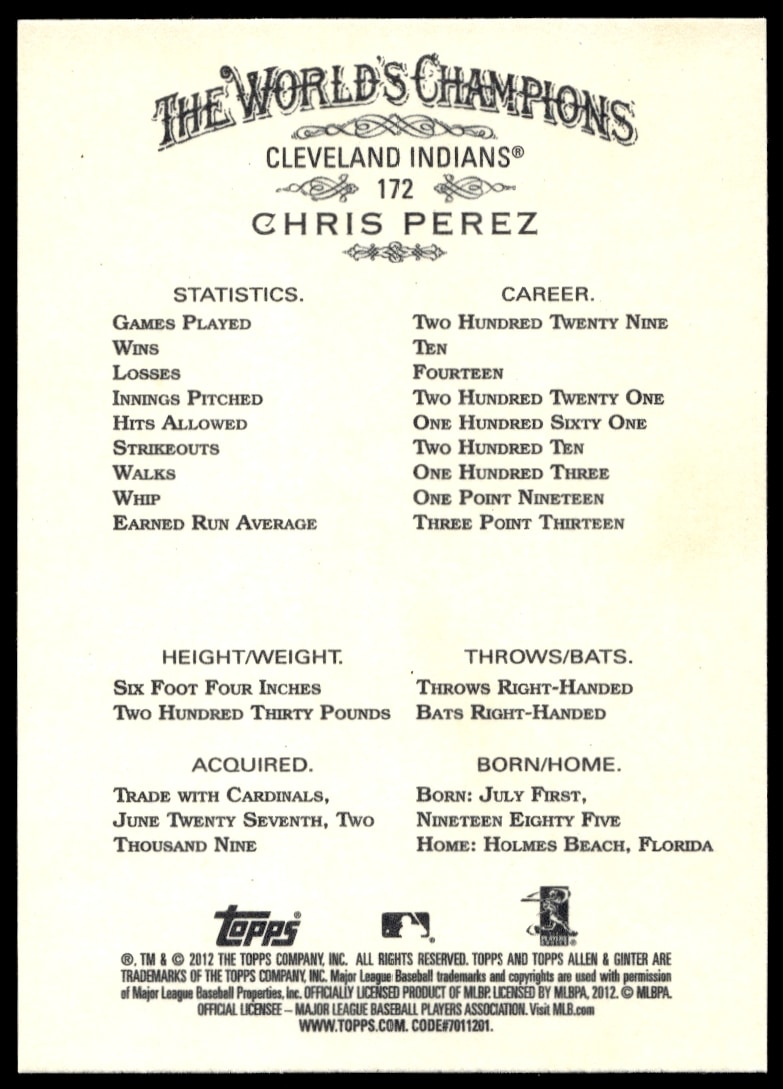 THE WORLD'S CHAMPIONS
CLEVELAND INDIANS®
172
CHRIS PEREZ
STATISTICS. CAREER.
GAMES PLAYED TWO HUNDRED TWENTY NINE
WINS TEN
LOSSES FOURTEEN
INNINGS PITCHED TWO HUNDRED TWENTY ONE
HITS ALLOWED ONE HUNDRED SIXTY ONE
STRIKEOUTS TWO HUNDRED TEN
WALKS ONE HUNDRED THREE
WHIP ONE POINT NINETEEN
EARNED RUN AVERAGE THREE POINT THIRTEEN
HEIGHT/WEIGHT.
SIX FOOT FOUR INCHES
TWO HUNDRED THIRTY POUNDS
THROWS/BATS.
THROWS RIGHT-HANDED
BATS RIGHT-HANDED
ACQUIRED.
TRADE WITH CARDINALS,
JUNE TWENTY SEVENTH, TWO
THOUSAND NINE
BORN/HOME.
BORN: JULY FIRST,
NINETEEN EIGHTY FIVE
HOME: HOLMES BEACH, FLORIDA
Topps®
®, TM & © 2012 THE TOPPS COMPANY, INC. ALL RIGHTS RESERVED. TOPPS AND TOPPS ALLEN & GINTER ARE
TRADEMARKS OF THE TOPPS COMPANY, INC. Major League Baseball trademarks and copyrights are used with permission
of Major League Baseball Properties, Inc. OFFICIALLY LICENSED PRODUCT OF MLBP. LICENSED BY MLBPA, 2012. © MLBPA.
OFFICIAL LICENSEE – MAJOR LEAGUE BASEBALL PLAYERS ASSOCIATION. Visit MLB.com
WWW.TOPPS.COM. CODE#7011201.